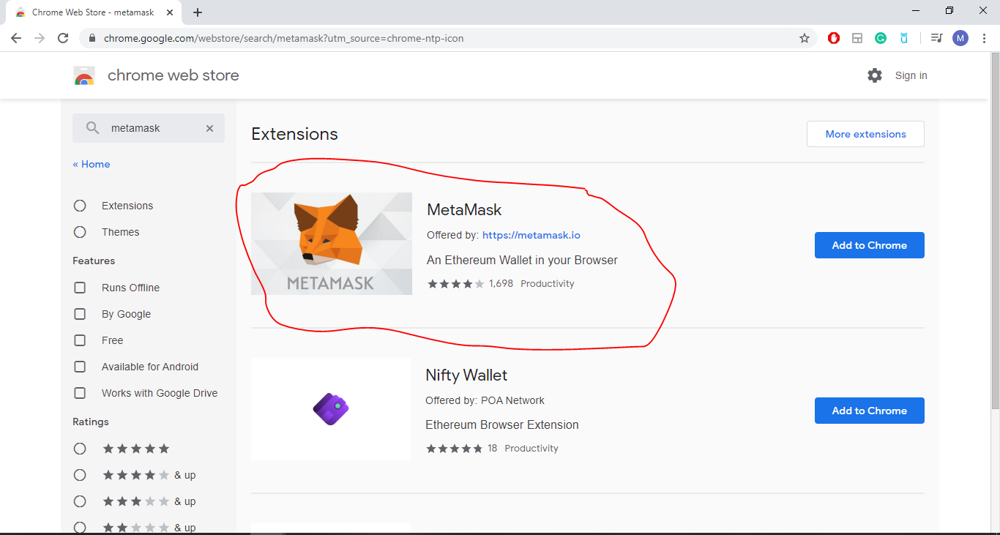 Chrome Web Store - metamask
chrome.google.com/webstore/search/metamask?utm_source=chrome-ntp-icon
M
chrome web store
Sign in
metamask
« Home
Extensions
Themes
Features
Runs Offline
By Google
Free
Available for Android
Works with Google Drive
Ratings
& up
& up
& up
Extensions
More extensions
METAMASK
MetaMask
Offered by: https://metamask.io
An Ethereum Wallet in your Browser
1,698 Productivity
Add to Chrome
Nifty Wallet
Offered by: POA Network
Ethereum Browser Extension
18 Productivity
Add to Chrome